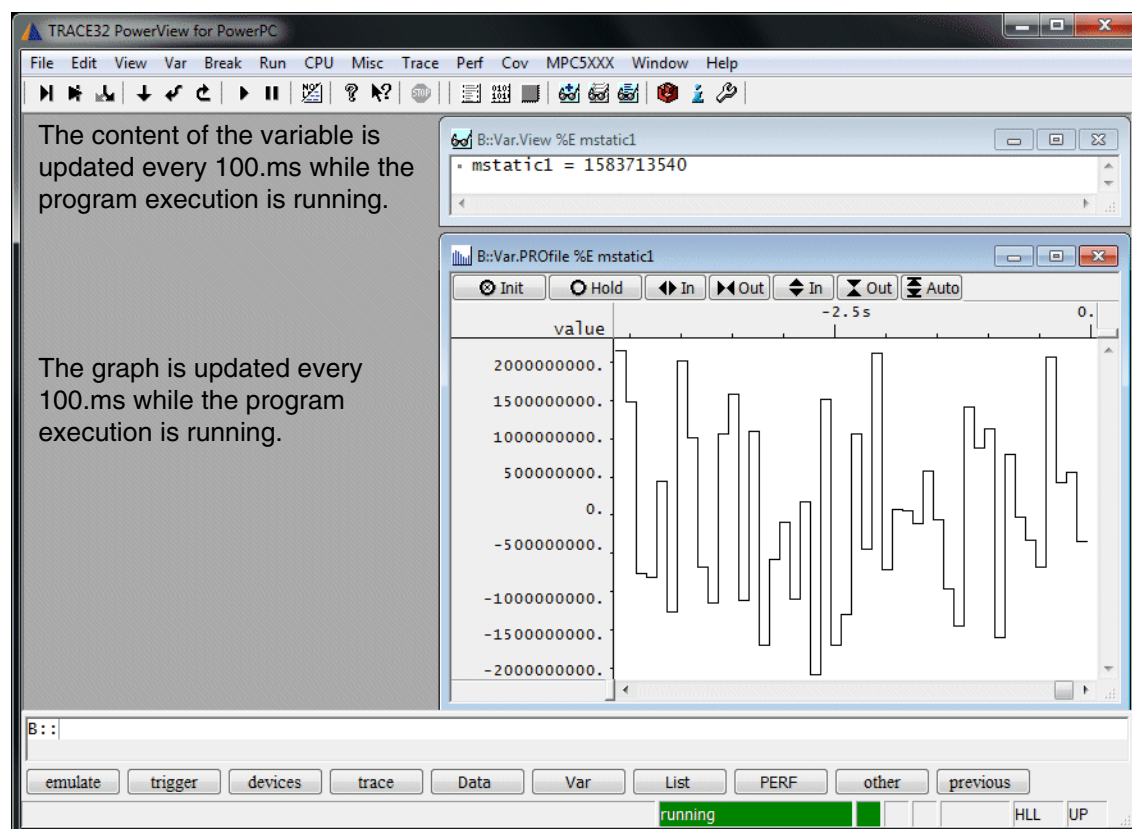 TRACE32 PowerView for PowerPC
File Edit View Var Break Run CPU Misc Trace Perf Cov MPC5XXX Window Help
The content of the variable is
updated every 100.ms while the
program execution is running.
B::Var.View %E mstatic1
mstatic1 = 1583713540
B::Var.PROfile %E mstatic1
Init Hold In Out In Out Auto
-2.5s 0.
value
2000000000.
1500000000.
1000000000.
500000000.
0.
-500000000.
-1000000000.
-1500000000.
-2000000000.
The graph is updated every
100.ms while the program
execution is running.
B::
emulate trigger devices trace Data Var List PERF other previous
running HLL UP